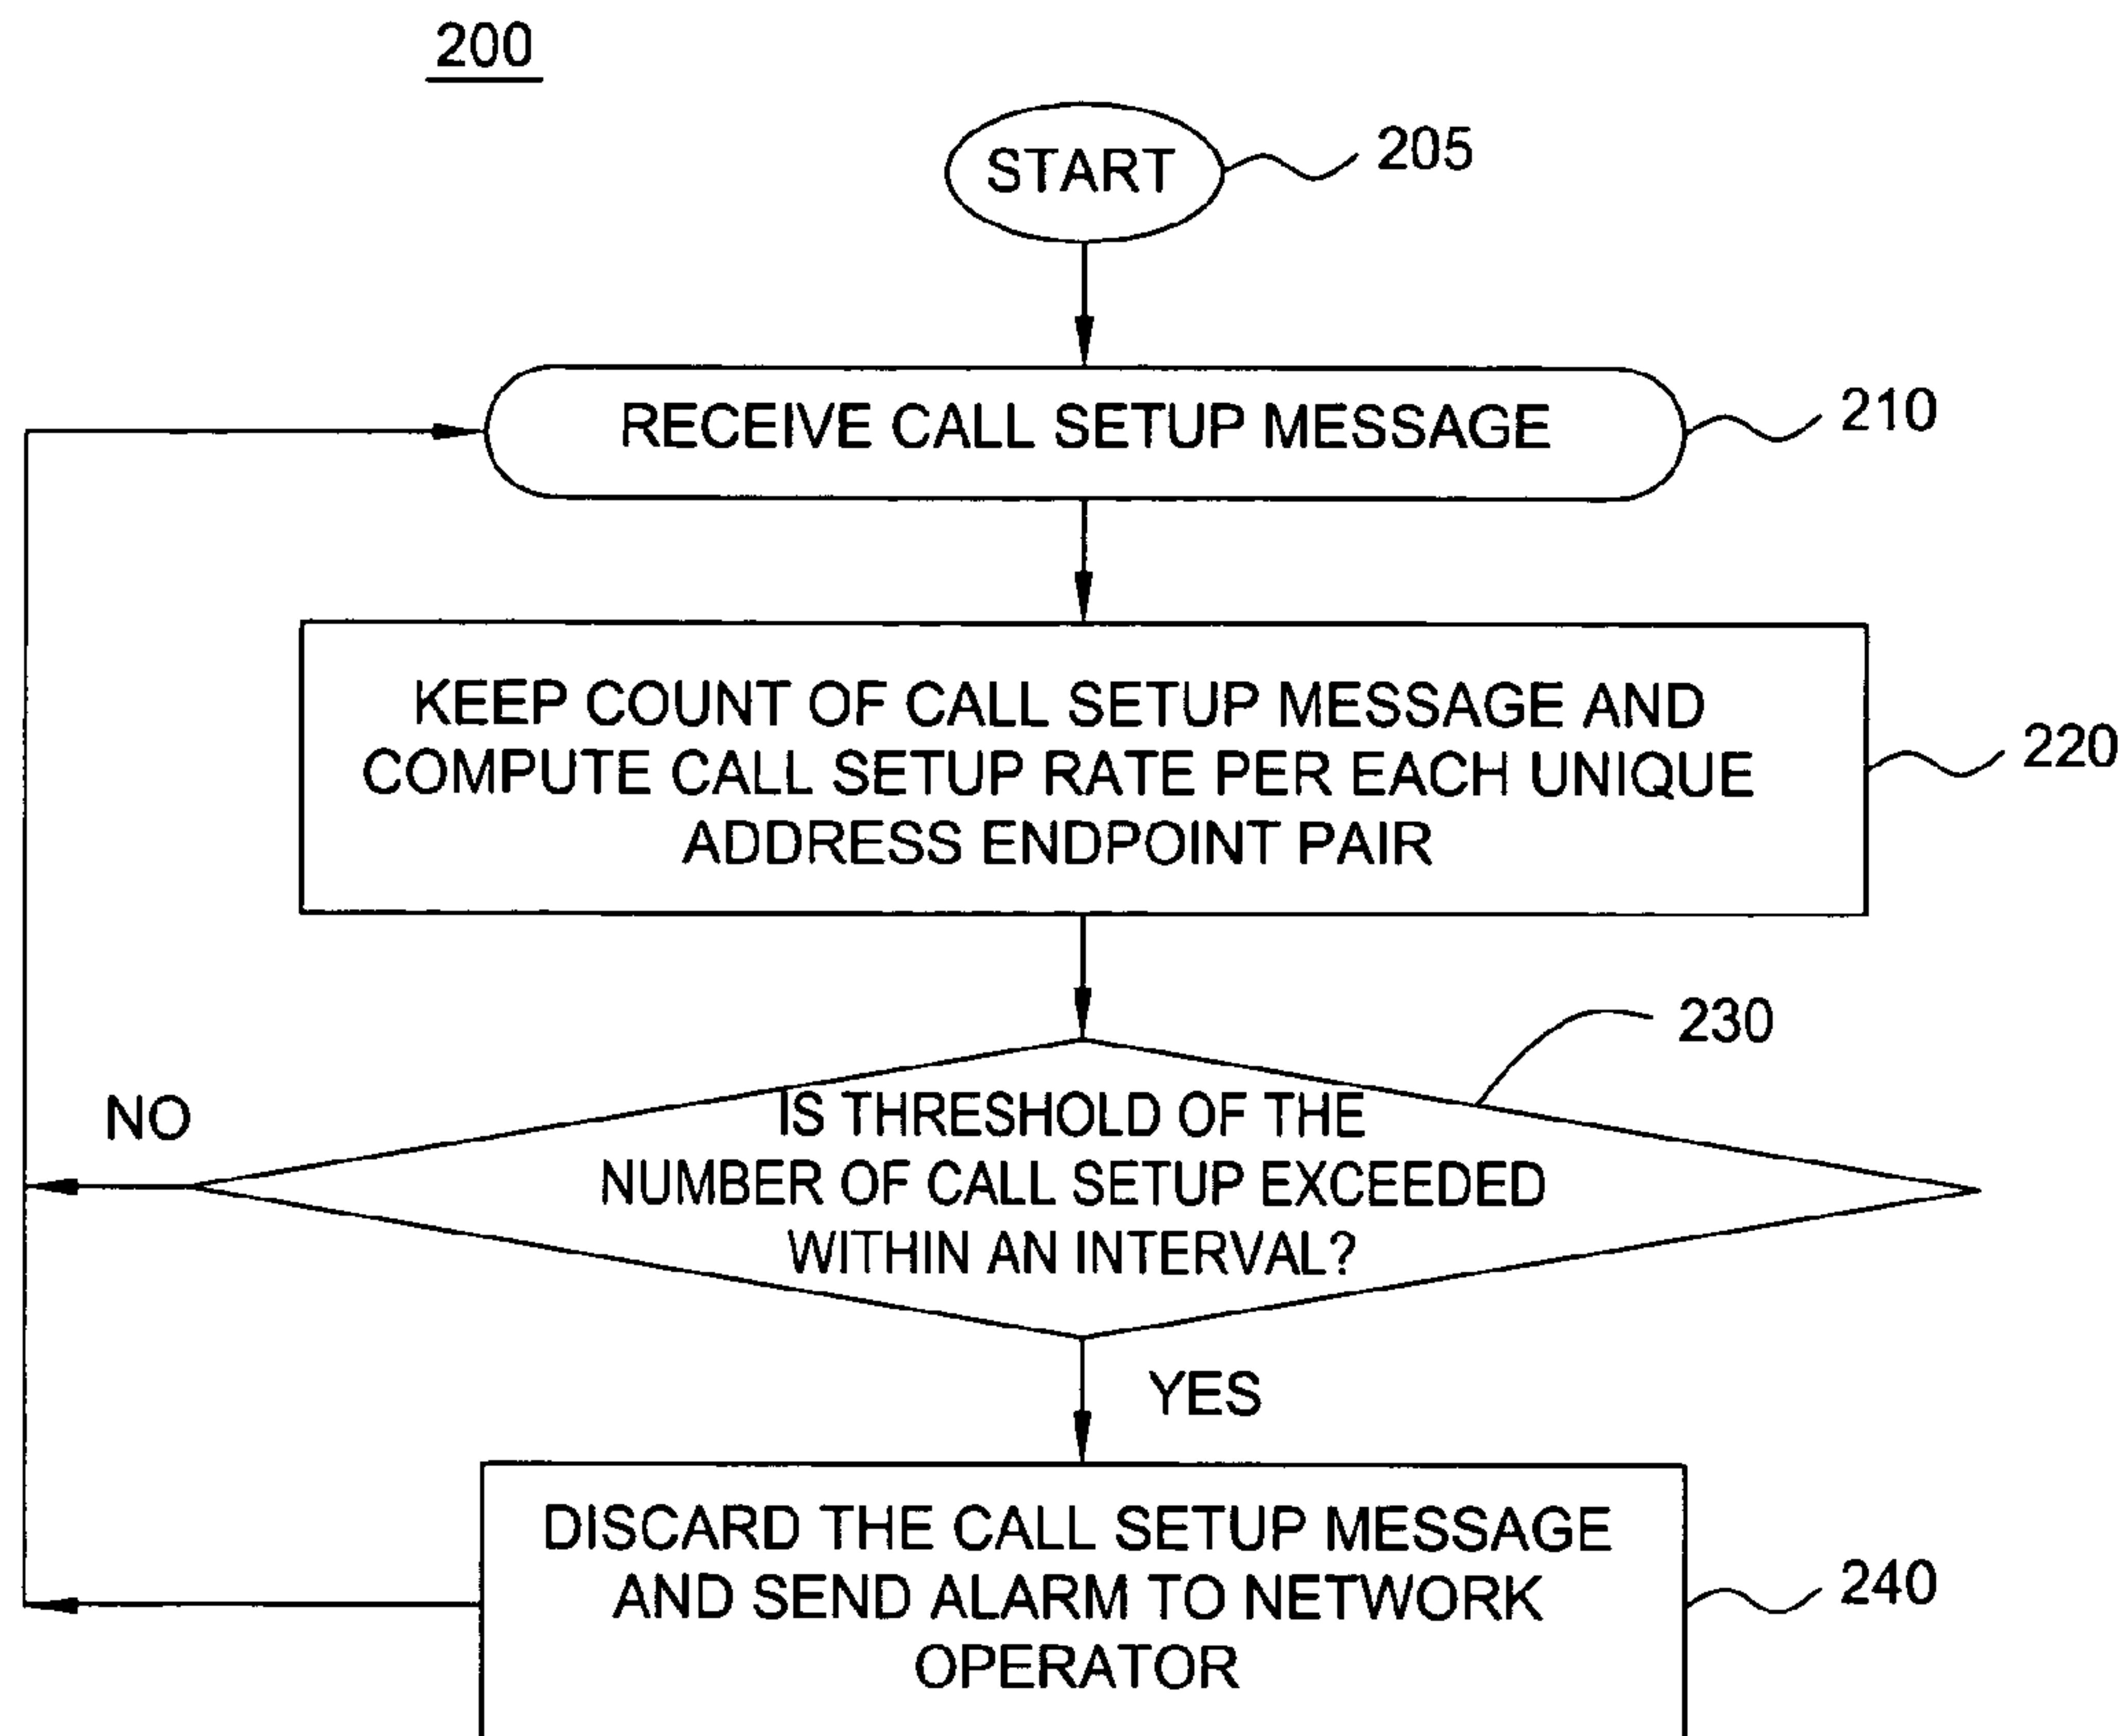 200
START
205
RECEIVE CALL SETUP MESSAGE
210
KEEP COUNT OF CALL SETUP MESSAGE AND
COMPUTE CALL SETUP RATE PER EACH UNIQUE
ADDRESS ENDPOINT PAIR
220
230
IS THRESHOLD OF THE
NUMBER OF CALL SETUP EXCEEDED
WITHIN AN INTERVAL?
NO
YES
DISCARD THE CALL SETUP MESSAGE
AND SEND ALARM TO NETWORK
OPERATOR
240